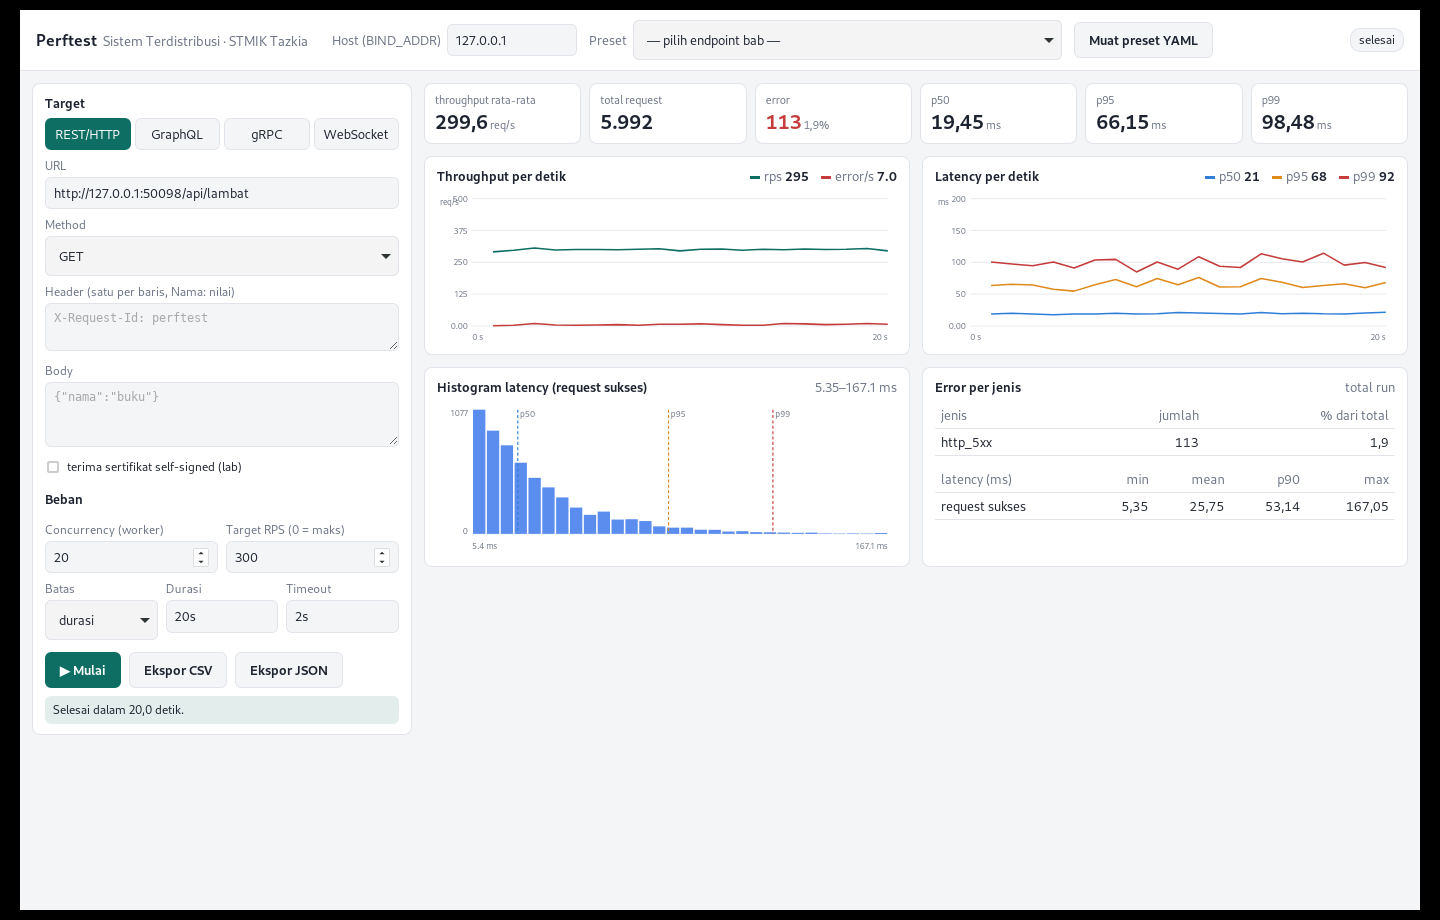 Perftest Sistem Terdistribusi · STMIK Tazkia Host (BIND_ADDR) 127.0.0.1 Preset — pilih endpoint bab — Muat preset YAML selesai
Target
REST/HTTP GraphQL gRPC WebSocket
URL
http://127.0.0.1:50098/api/lambat
Method
GET
Header (satu per baris, Nama: nilai)
X-Request-Id: perftest
Body
{"nama":"buku"}
terima sertifikat self-signed (lab)
Beban
Concurrency (worker) Target RPS (0 = maks)
20 300
Batas Durasi Timeout
durasi 20s 2s
▶ Mulai Ekspor CSV Ekspor JSON
Selesai dalam 20,0 detik.
throughput rata-rata
299,6 req/s
total request
5.992
error
113 1,9%
p50
19,45 ms
p95
66,15 ms
p99
98,48 ms
Throughput per detik rps 295 error/s 7.0
req/s 500
375
250
125
0.00
0 s 20 s
Latency per detik p50 21 p95 68 p99 92
ms 200
150
100
50
0.00
0 s 20 s
Histogram latency (request sukses) 5.35–167.1 ms
1077 p50 p95 p99
0
5.4 ms 167.1 ms
Error per jenis total run
jenis jumlah % dari total
http_5xx 113 1,9
latency (ms) min mean p90 max
request sukses 5,35 25,75 53,14 167,05